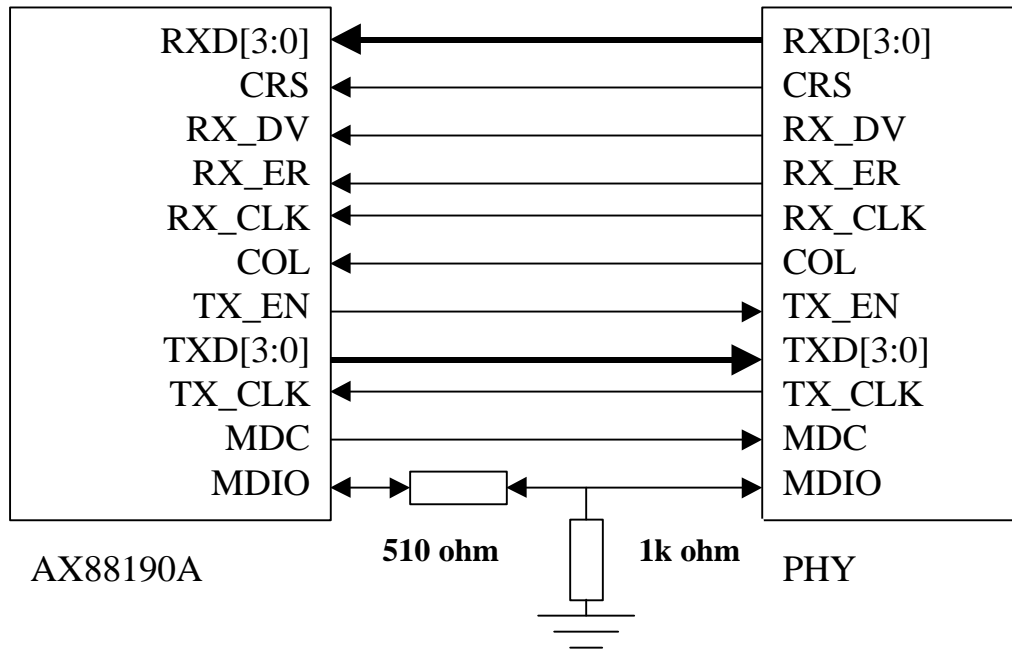 RXD[3:0] RXD[3:0]
CRS CRS
RX_DV RX_DV
RX_ER RX_ER
RX_CLK RX_CLK
COL COL
TX_EN TX_EN
TXD[3:0] TXD[3:0]
TX_CLK TX_CLK
MDC MDC
MDIO MDIO
510 ohm 1k ohm
AX88190A PHY